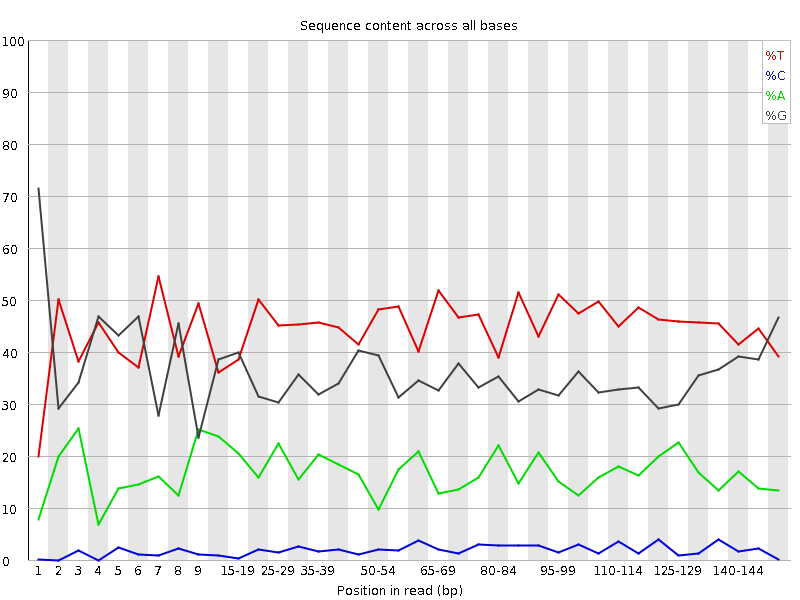 Sequence content across all bases
100
90
80
70
60
50
40
30
20
10
0
%T
%C
%A
%G
1 2 3 4 5 6 7 8 9 15-19 25-29 35-39 50-54 65-69 80-84 95-99 110-114 125-129 140-144
Position in read (bp)